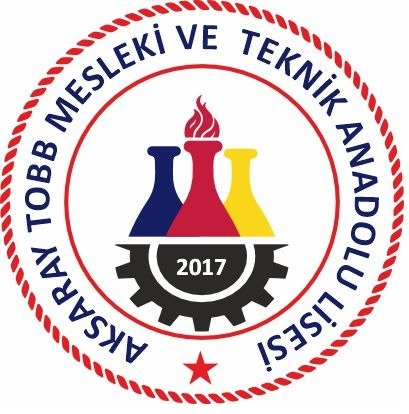 AKSARAY TOBB MESLEKİ VE TEKNİK ANADOLU LİSESİ
2017